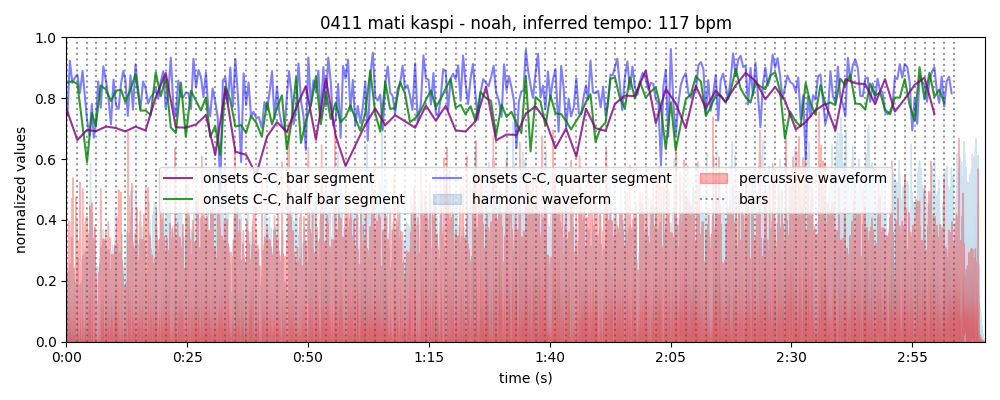 0411 mati kaspi - noah, inferred tempo: 117 bpm
1.0
0.8
0.6
0.4
0.2
0.0
normalized values
onsets C-C, bar segment
onsets C-C, half bar segment
onsets C-C, quarter segment
harmonic waveform
percussive waveform
bars
0:00 0:25 0:50 1:15 1:40 2:05 2:30 2:55
time (s)